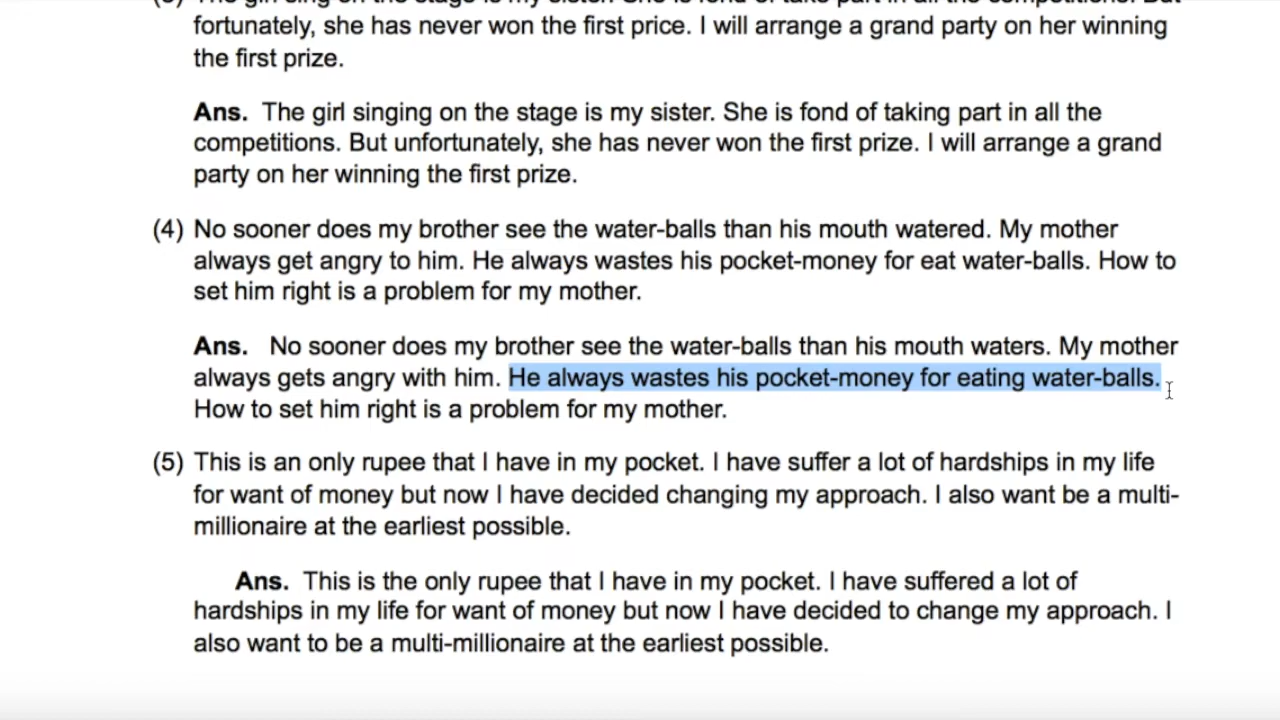 fortunately, she has never won the first price. I will arrange a grand party on her winning
the first prize.
Ans. The girl singing on the stage is my sister. She is fond of taking part in all the
competitions. But unfortunately, she has never won the first prize. I will arrange a grand
party on her winning the first prize.
(4) No sooner does my brother see the water-balls than his mouth watered. My mother
always get angry to him. He always wastes his pocket-money for eat water-balls. How to
set him right is a problem for my mother.
Ans. No sooner does my brother see the water-balls than his mouth waters. My mother
always gets angry with him. He always wastes his pocket-money for eating water-balls.
How to set him right is a problem for my mother.
(5) This is an only rupee that I have in my pocket. I have suffer a lot of hardships in my life
for want of money but now I have decided changing my approach. I also want be a multi-
millionaire at the earliest possible.
Ans. This is the only rupee that I have in my pocket. I have suffered a lot of
hardships in my life for want of money but now I have decided to change my approach. I
also want to be a multi-millionaire at the earliest possible.